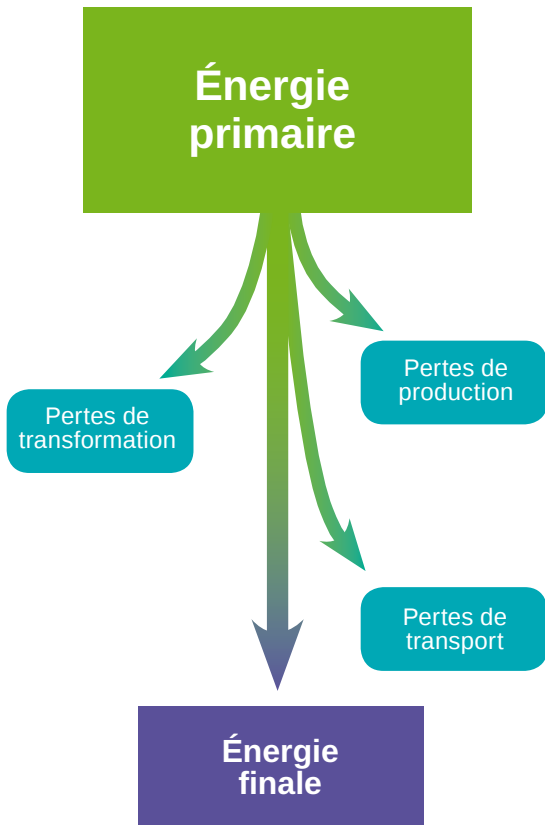 Énergie
primaire
Pertes de
production
Pertes de
transformation
Pertes de
transport
Énergie
finale